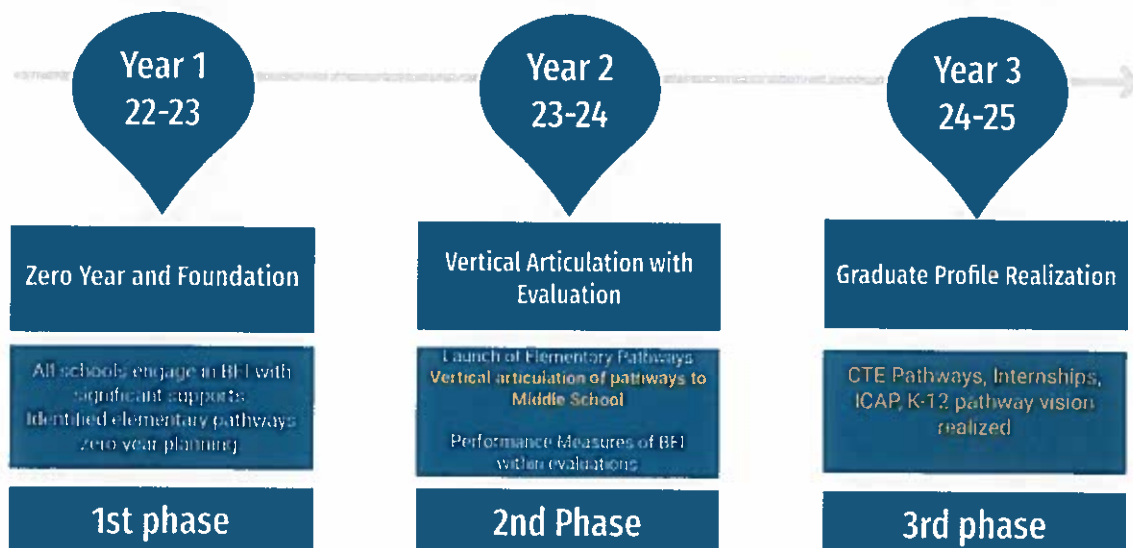 Year 1
22-23
Year 2
23-24
Year 3
24-25
Zero Year and Foundation
Vertical Articulation with
Evaluation
Graduate Profile Realization
All schools engage in BFI with
significant supports
Identified elementary pathways
zero year planning
Launch of Elementary Pathways
Vertical articulation of pathways to
Middle School
Performance Measures of BFI
within evaluations
CTE Pathways, Internships,
ICAP, K-12 pathway vision
realized
1st phase
2nd Phase
3rd phase